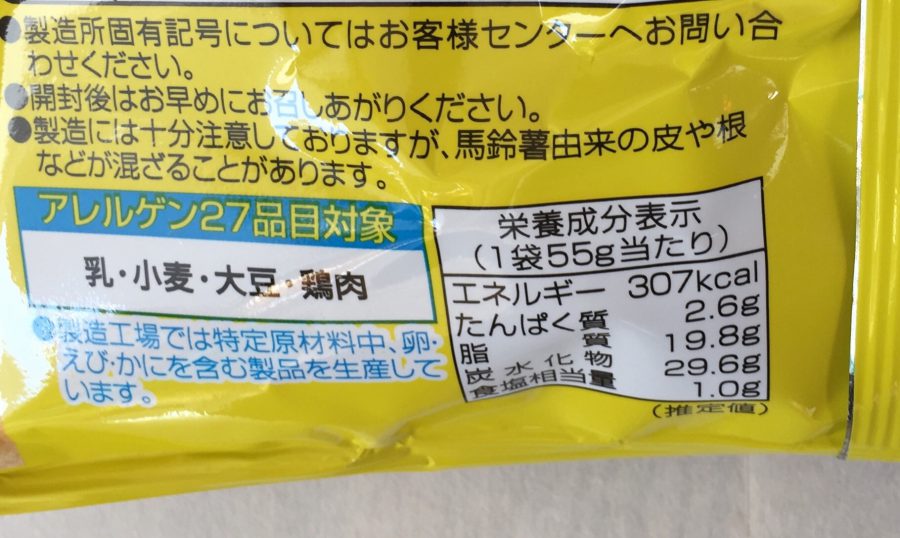 ●製造所固有記号についてはお客様センターへお問い合
わせください。
●開封後はお早めにお召しあがりください。
●製造には十分注意しておりますが、馬鈴薯由来の皮や根
などが混ざることがあります。
アレルゲン27品目対象
乳・小麦・大豆・鶏肉
●製造工場では特定原材料中、卵・
えび・かにを含む製品を生産して
います。
栄養成分表示
(1袋55g当たり)
エネルギー 307kcal
たんぱく質 2.6g
脂質 19.8g
炭水化物 29.6g
食塩相当量 1.0g
(推定値)